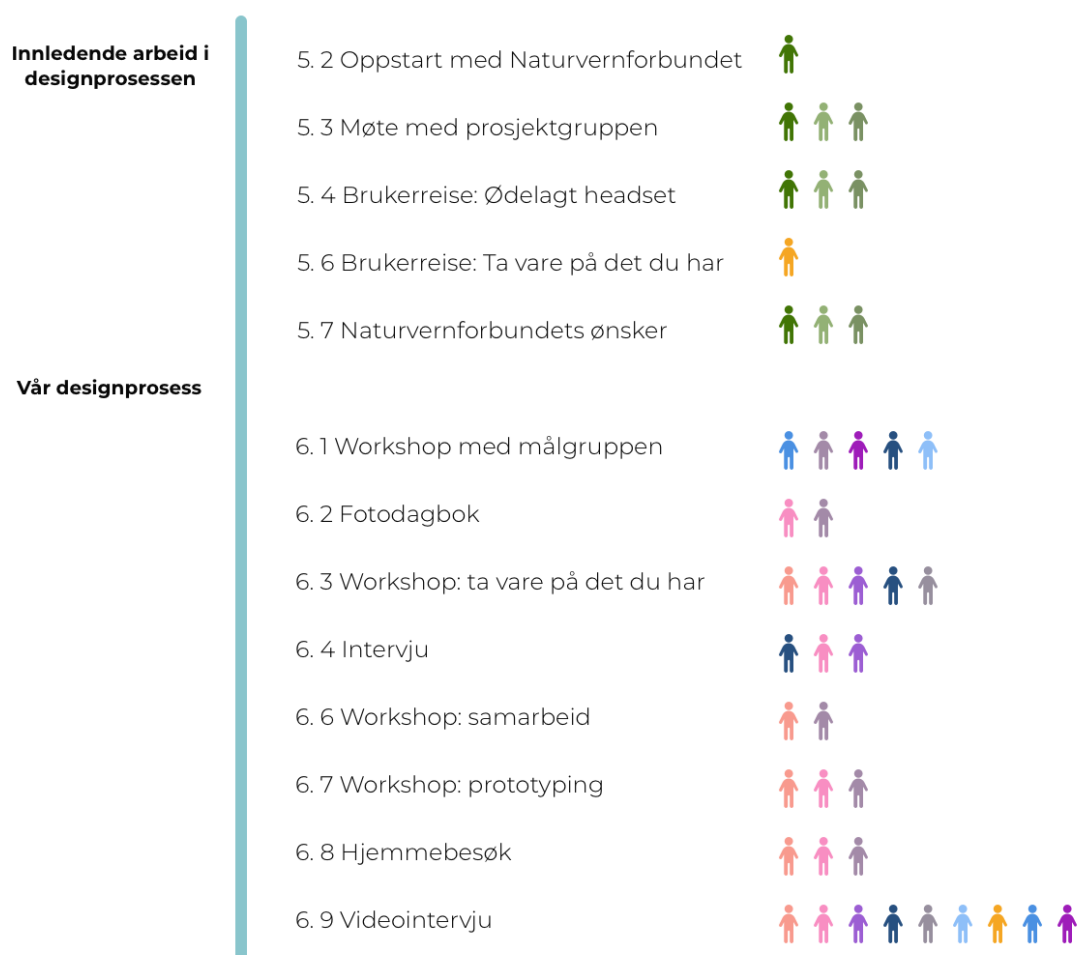 Innledende arbeid i
designprosessen
5. 2 Oppstart med Naturvernforbundet
5. 3 Møte med prosjektgruppen
5. 4 Brukerreise: Ødelagt headset
5. 6 Brukerreise: Ta vare på det du har
5. 7 Naturvernforbundets ønsker
Vår designprosess
6. 1 Workshop med målgruppen
6. 2 Fotodagbok
6. 3 Workshop: ta vare på det du har
6. 4 Intervju
6. 6 Workshop: samarbeid
6. 7 Workshop: prototyping
6. 8 Hjemmebesøk
6. 9 Videointervju